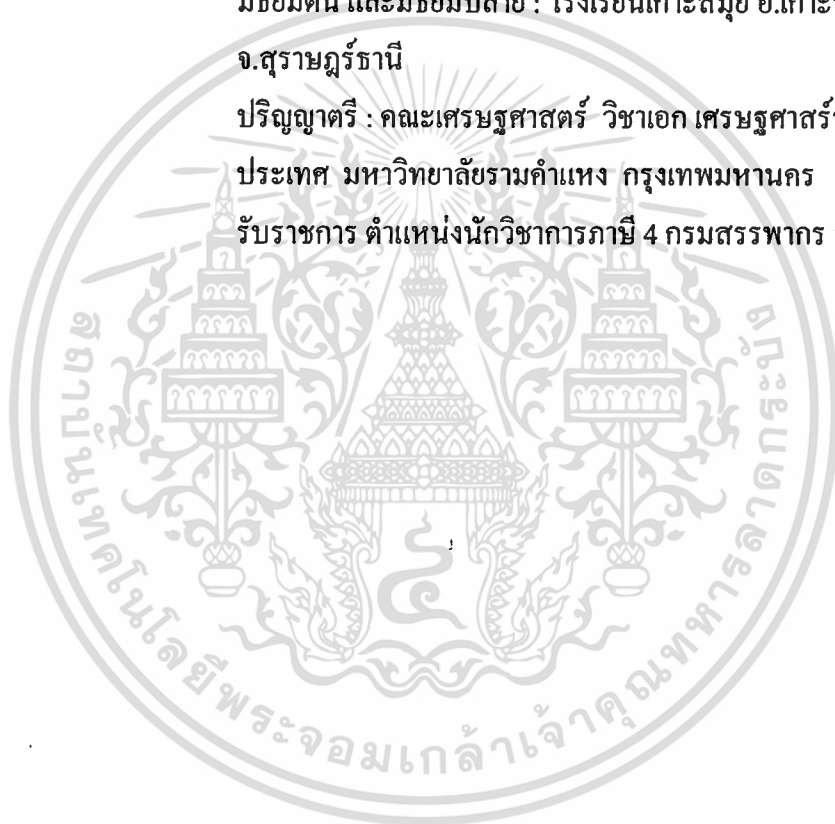 มัธยมต้น และมัธยมปลาย : โรงเรียนเกาะสมุย อ.เกาะ
จ.สุราษฎร์ธานี
ปริญญาตรี : คณะเศรษฐศาสตร์ วิชาเอก เศรษฐศาสร์
ประเทศ มหาวิทยาลัยรามคำแหง กรุงเทพมหานคร
รับราชการ ตำแหน่งนักวิชาการภาษี 4 กรมสรรพากร
สถาบันเทคโนโลยีพระจอมเกล้าเจ้าคุณทหารลาดกระบัง